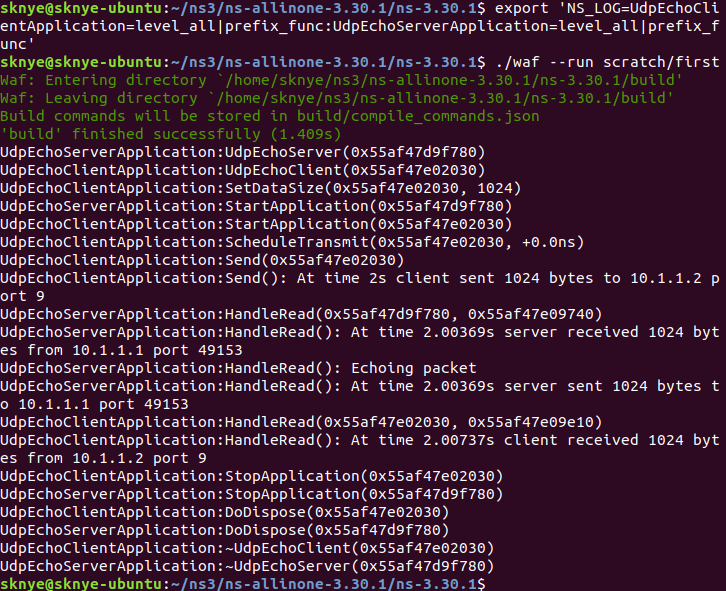 sknye@sknye-ubuntu:~/ns3/ns-allinone-3.30.1/ns-3.30.1$ export 'NS_LOG=UdpEchoCli
entApplication=level_all|prefix_func:UdpEchoServerApplication=level_all|prefix_f
unc'
sknye@sknye-ubuntu:~/ns3/ns-allinone-3.30.1/ns-3.30.1$ ./waf --run scratch/first
Waf: Entering directory `/home/sknye/ns3/ns-allinone-3.30.1/ns-3.30.1/build'
Waf: Leaving directory `/home/sknye/ns3/ns-allinone-3.30.1/ns-3.30.1/build'
Build commands will be stored in build/compile_commands.json
'build' finished successfully (1.409s)
UdpEchoServerApplication:UdpEchoServer(0x55af47d9f780)
UdpEchoClientApplication:UdpEchoClient(0x55af47e02030)
UdpEchoClientApplication:SetDataSize(0x55af47e02030, 1024)
UdpEchoServerApplication:StartApplication(0x55af47d9f780)
UdpEchoClientApplication:StartApplication(0x55af47e02030)
UdpEchoClientApplication:ScheduleTransmit(0x55af47e02030, +0.0ns)
UdpEchoClientApplication:Send(0x55af47e02030)
UdpEchoClientApplication:Send(): At time 2s client sent 1024 bytes to 10.1.1.2 p
ort 9
UdpEchoServerApplication:HandleRead(0x55af47d9f780, 0x55af47e09740)
UdpEchoServerApplication:HandleRead(): At time 2.00369s server received 1024 byt
es from 10.1.1.1 port 49153
UdpEchoServerApplication:HandleRead(): Echoing packet
UdpEchoServerApplication:HandleRead(): At time 2.00369s server sent 1024 bytes t
o 10.1.1.1 port 49153
UdpEchoClientApplication:HandleRead(0x55af47e02030, 0x55af47e09e10)
UdpEchoClientApplication:HandleRead(): At time 2.00737s client received 1024 byt
es from 10.1.1.2 port 9
UdpEchoClientApplication:StopApplication(0x55af47e02030)
UdpEchoServerApplication:StopApplication(0x55af47d9f780)
UdpEchoClientApplication:DoDispose(0x55af47e02030)
UdpEchoServerApplication:DoDispose(0x55af47d9f780)
UdpEchoClientApplication:~UdpEchoClient(0x55af47e02030)
UdpEchoServerApplication:~UdpEchoServer(0x55af47d9f780)
sknye@sknye-ubuntu:~/ns3/ns-allinone-3.30.1/ns-3.30.1$